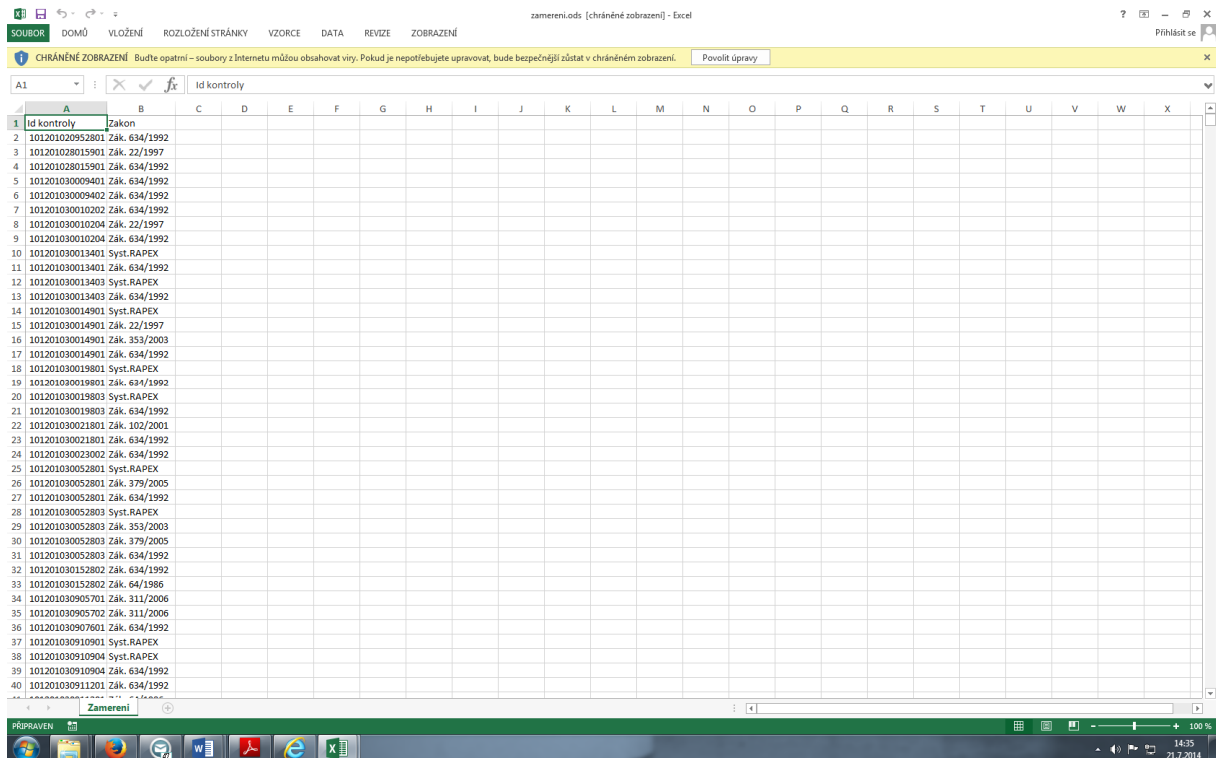 zamereni.ods [chráněné zobrazení] - Excel
SOUBOR DOMŮ VLOŽENÍ ROZLOŽENÍ STRÁNKY VZORCE DATA REVIZE ZOBRAZENÍ Přihlásit se
CHRÁNĚNÉ ZOBRAZENÍ Buďte opatrní – soubory z Internetu můžou obsahovat viry. Pokud je nepotřebujete upravovat, bude bezpečnější zůstat v chráněném zobrazení. Povolit úpravy
A1 fx Id kontroly
A B C D E F G H I J K L M N O P Q R S T U V W X
1 Id kontroly Zakon
2 101201020952801 Zák. 634/1992
3 101201028015901 Zák. 22/1997
4 101201028015901 Zák. 634/1992
5 101201030009401 Zák. 634/1992
6 101201030009402 Zák. 634/1992
7 101201030010202 Zák. 634/1992
8 101201030010204 Zák. 22/1997
9 101201030010204 Zák. 634/1992
10 101201030013401 Syst.RAPEX
11 101201030013401 Zák. 634/1992
12 101201030013403 Syst.RAPEX
13 101201030013403 Zák. 634/1992
14 101201030014901 Syst.RAPEX
15 101201030014901 Zák. 22/1997
16 101201030014901 Zák. 353/2003
17 101201030014901 Zák. 634/1992
18 101201030019801 Syst.RAPEX
19 101201030019801 Zák. 634/1992
20 101201030019803 Syst.RAPEX
21 101201030019803 Zák. 634/1992
22 101201030021801 Zák. 102/2001
23 101201030021801 Zák. 634/1992
24 101201030023002 Zák. 634/1992
25 101201030052801 Syst.RAPEX
26 101201030052801 Zák. 379/2005
27 101201030052801 Zák. 634/1992
28 101201030052803 Syst.RAPEX
29 101201030052803 Zák. 353/2003
30 101201030052803 Zák. 379/2005
31 101201030052803 Zák. 634/1992
32 101201030152802 Zák. 634/1992
33 101201030152802 Zák. 64/1986
34 101201030905701 Zák. 311/2006
35 101201030905702 Zák. 311/2006
36 101201030907601 Zák. 634/1992
37 101201030910901 Syst.RAPEX
38 101201030910904 Syst.RAPEX
39 101201030910904 Zák. 634/1992
40 101201030911201 Zák. 634/1992
Zamereni
PŘIPRAVEN 100 %
14:35
21.7.2014